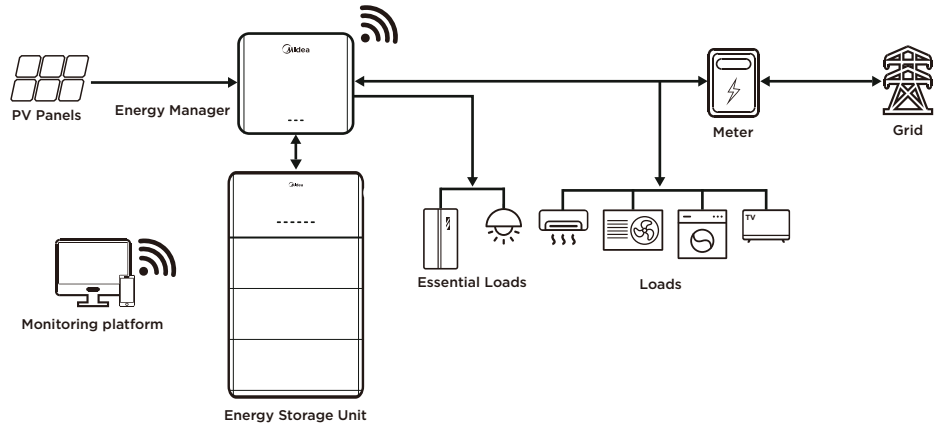 Midea
PV Panels
Energy Manager
Meter
Grid
Midea
TV
Essential Loads
Loads
Monitoring platform
Energy Storage Unit